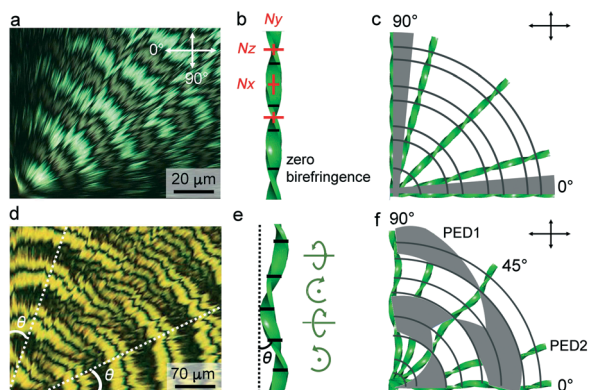 a
0°
90°
20 μm
b
Ny
Nz
Nx
zero
birefringence
c
90°
0°
d
θ
θ
70 μm
e
θ
f
90°
PED1
45°
PED2
0°